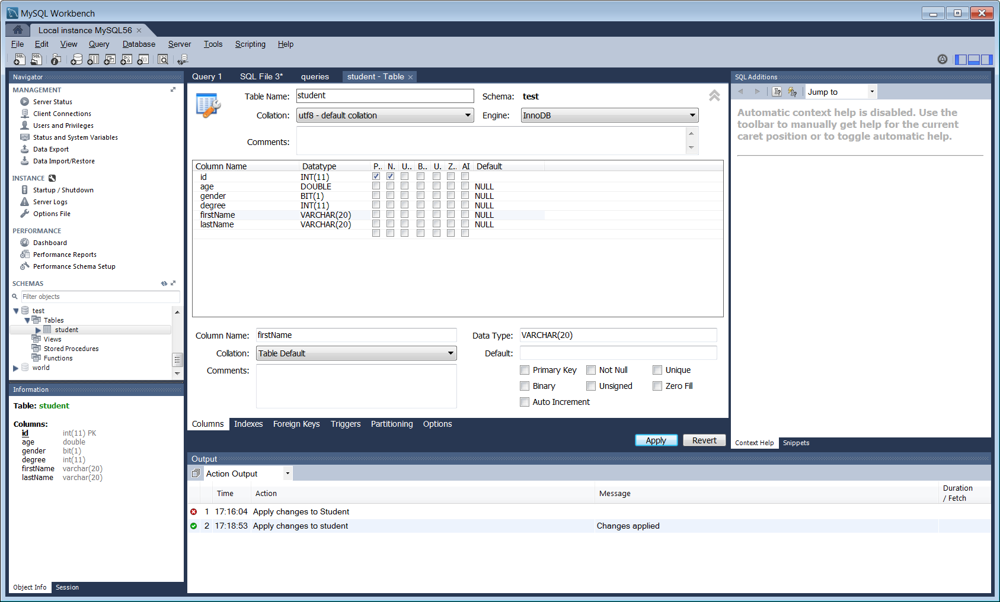 MySQL Workbench
Local instance MySQL56
File Edit View Query Database Server Tools Scripting Help
Navigator
MANAGEMENT
Server Status
Client Connections
Users and Privileges
Status and System Variables
Data Export
Data Import/Restore
INSTANCE
Startup / Shutdown
Server Logs
Options File
PERFORMANCE
Dashboard
Performance Reports
Performance Schema Setup
SCHEMAS
Filter objects
test
Tables
student
Views
Stored Procedures
Functions
world
Information
Table: student
Columns:
id int(11) PK
age double
gender bit(1)
degree int(11)
firstName varchar(20)
lastName varchar(20)
Object Info Session
Query 1 SQL File 3* queries student - Table
Table Name: student Schema: test
Collation: utf8 - default collation Engine: InnoDB
Comments:
Column Name Datatype P.. N. U.. B.. U. Z.. AI Default
id INT(11)
age DOUBLE NULL
gender BIT(1) NULL
degree INT(11) NULL
firstName VARCHAR(20) NULL
lastName VARCHAR(20) NULL
Column Name: firstName Data Type: VARCHAR(20)
Collation: Table Default Default:
Comments:
Primary Key Not Null Unique
Binary Unsigned Zero Fill
Auto Increment
Columns Indexes Foreign Keys Triggers Partitioning Options
Apply Revert
SQL Additions
Jump to
Automatic context help is disabled. Use the
toolbar to manually get help for the current
caret position or to toggle automatic help.
Context Help Snippets
Output
Action Output
Time Action Message Duration / Fetch
1 17:16:04 Apply changes to Student
2 17:18:53 Apply changes to student Changes applied